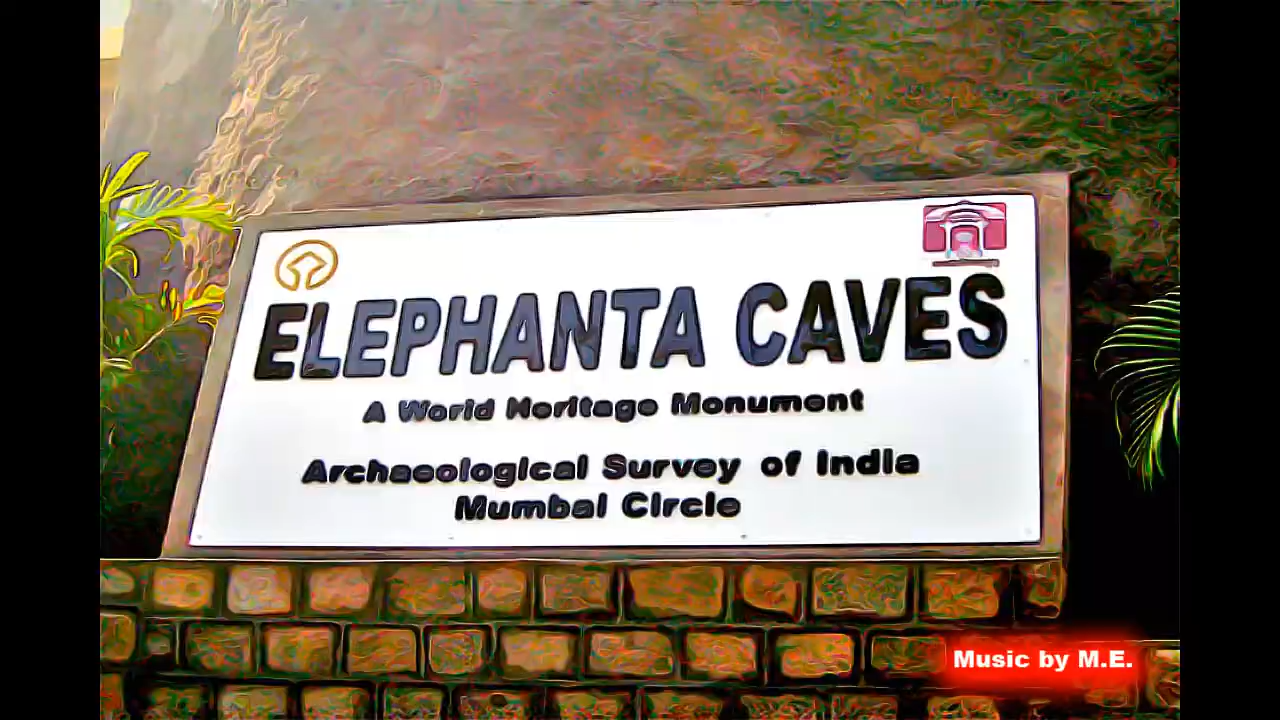 ELEPHANTA CAVES
A World Heritage Monument
Archaeological Survey of India
Mumbai Circle
Music by M.E.